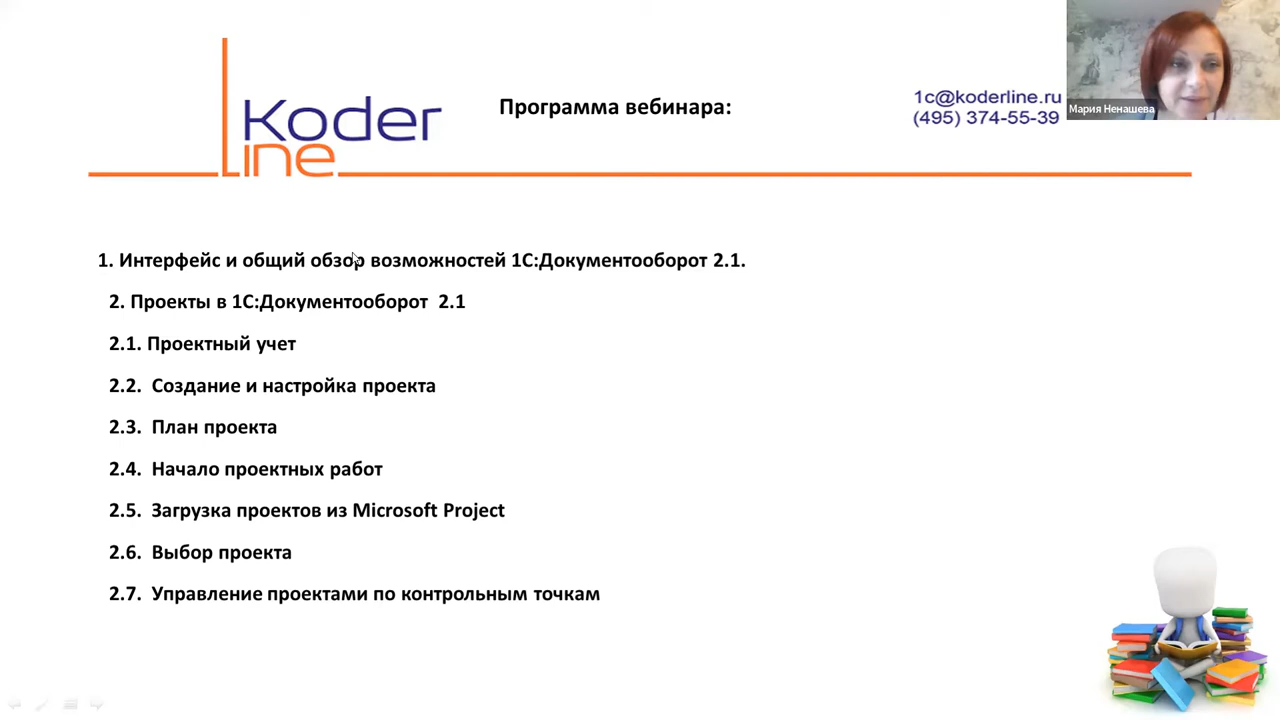 Koder
Line
Программа вебинара:
1c@koderline.ru
(495) 374-55-39
Мария Ненашева
1. Интерфейс и общий обзор возможностей 1С:Документооборот 2.1.
2. Проекты в 1С:Документооборот 2.1
2.1. Проектный учет
2.2. Создание и настройка проекта
2.3. План проекта
2.4. Начало проектных работ
2.5. Загрузка проектов из Microsoft Project
2.6. Выбор проекта
2.7. Управление проектами по контрольным точкам